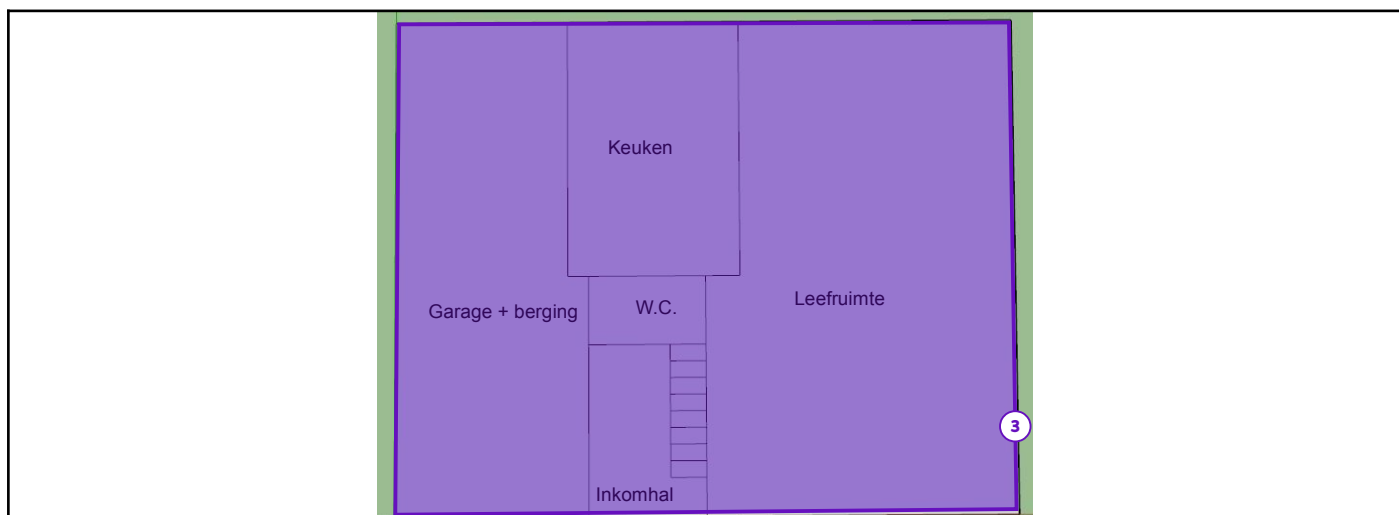 Keuken
Leefruimte
W.C.
Garage + berging
3
Inkomhal